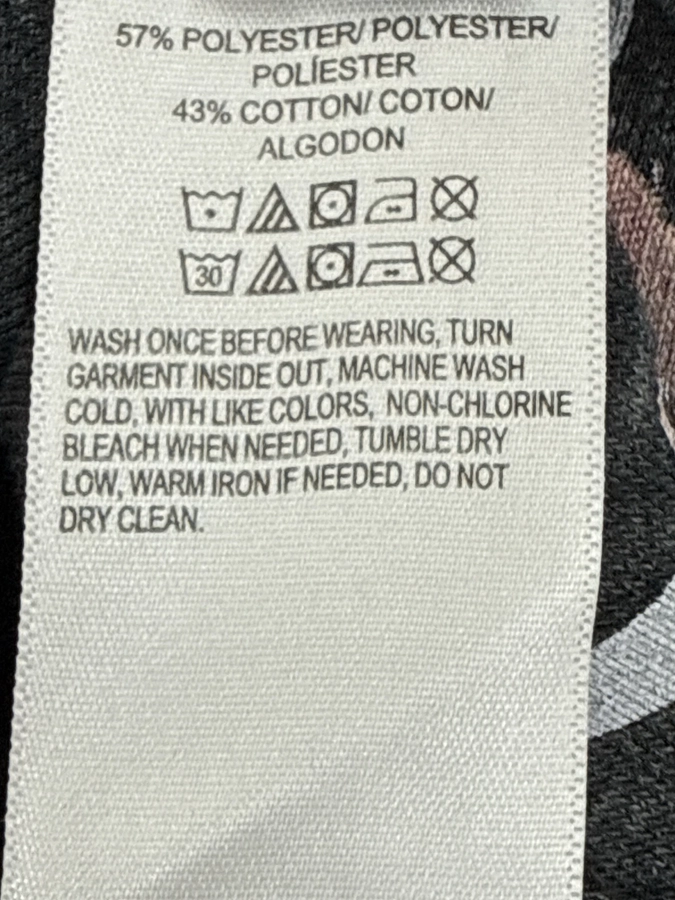 57% POLYESTER/ POLYESTER/
POLÍESTER
43% COTTON/ COTON/
ALGODON
30
WASH ONCE BEFORE WEARING, TURN
GARMENT INSIDE OUT, MACHINE WASH
COLD, WITH LIKE COLORS, NON-CHLORINE
BLEACH WHEN NEEDED, TUMBLE DRY
LOW, WARM IRON IF NEEDED, DO NOT
DRY CLEAN.